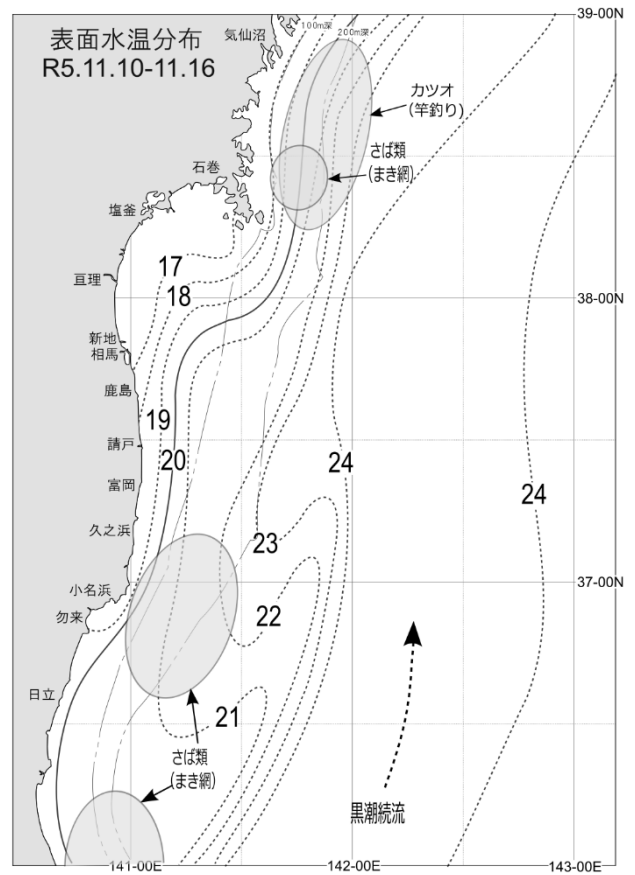 表面水温分布
R5.11.10-11.16
気仙沼
100m深
200m深
39-00N
カツオ
(竿釣り)
さば類
(まき網)
石巻
塩釜
17
亘理
18
38-00N
新地
相馬
鹿島
19
請戸
20
24
24
富岡
久之浜
23
小名浜
37-00N
勿来
22
日立
21
さば類
(まき網)
黒潮続流
141-00E
142-00E
143-00E